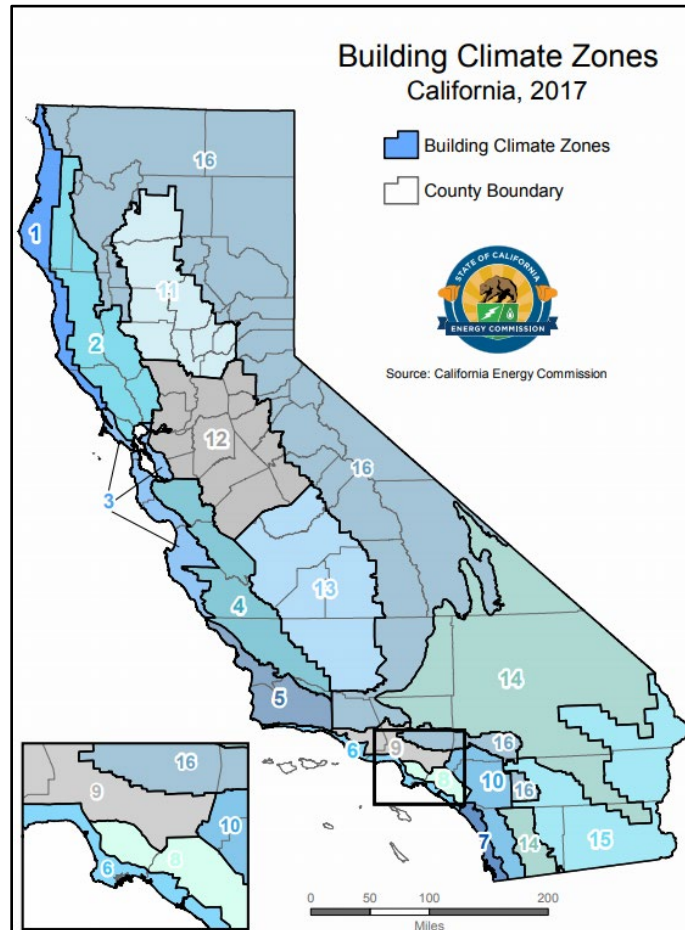 Building Climate Zones
California, 2017
Building Climate Zones
County Boundary
STATE OF CALIFORNIA
ENERGY COMMISSION
Source: California Energy Commission
16
1
11
2
12
16
3
13
4
14
5
6
9
16
8
10
16
7
14
15
16
9
10
8
6
0 50 100 200
Miles